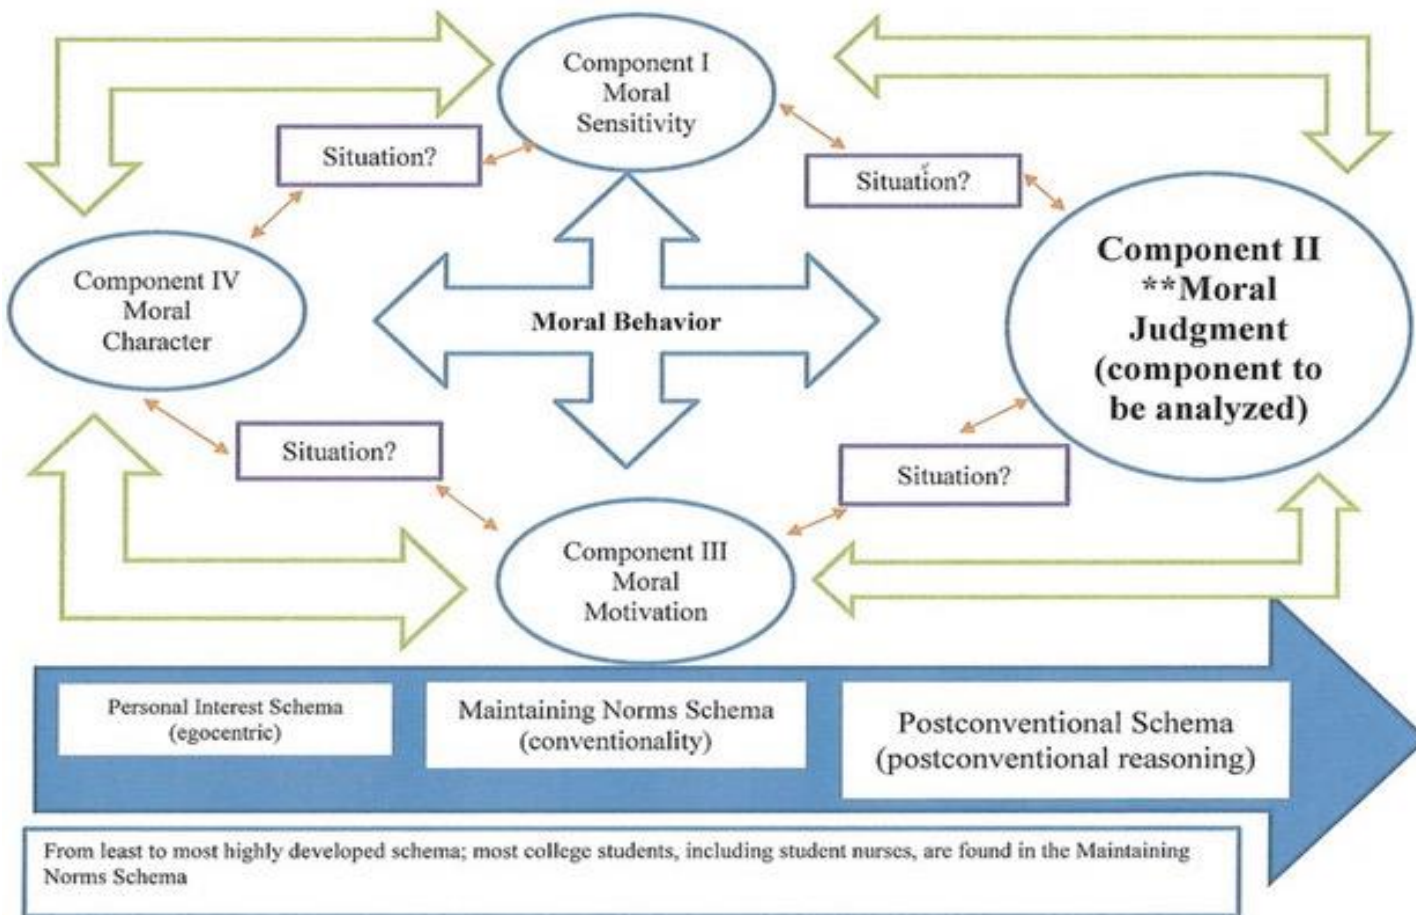 Component I
Moral
Sensitivity
Situation?
Situation?
Component IV
Moral
Character
Moral Behavior
Component II
**Moral
Judgment
(component to
be analyzed)
Situation?
Situation?
Component III
Moral
Motivation
Personal Interest Schema
(egocentric)
Maintaining Norms Schema
(conventionality)
Postconventional Schema
(postconventional reasoning)
From least to most highly developed schema; most college students, including student nurses, are found in the Maintaining
Norms Schema